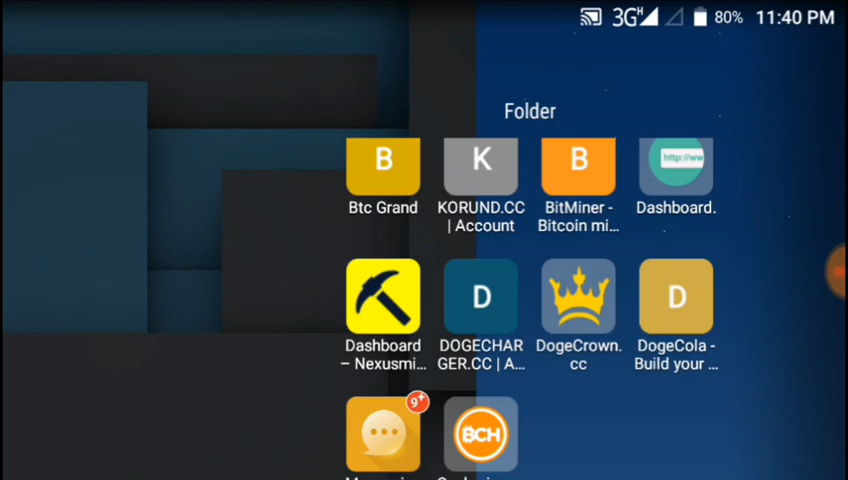 3G H 80% 11:40 PM
Folder
B K B http://ww
Btc Grand KORUND.CC BitMiner - Dashboard.
| Account Bitcoin mi...
D D
Dashboard DOGECHAR DogeCrown. DogeCola -
– Nexusmi... GER.CC | A... cc Build your ...
9+
BCH